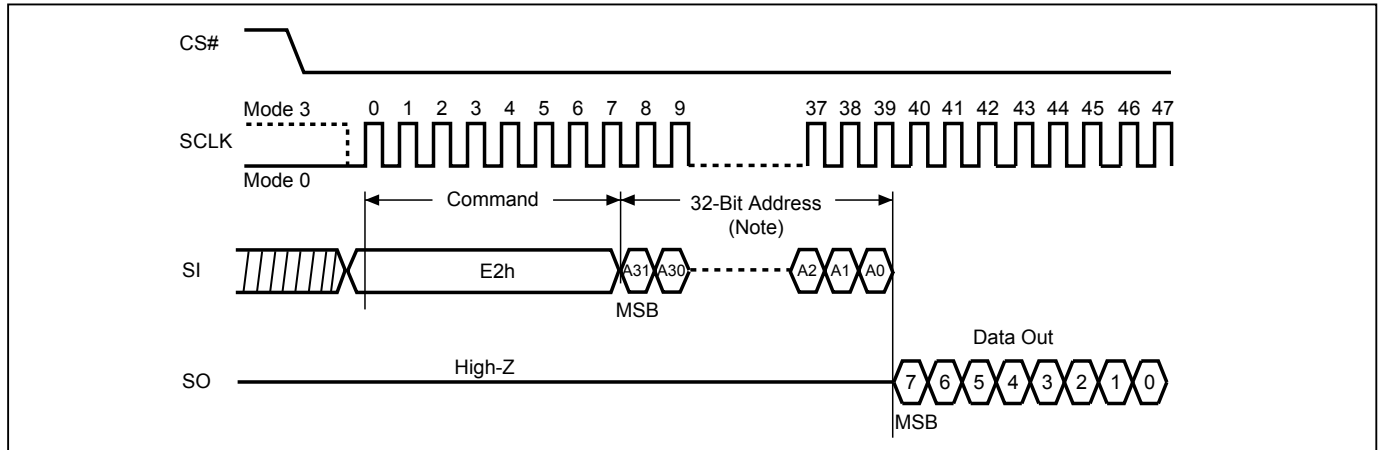 CS#
Mode 3
0 1 2 3 4 5 6 7 8 9 37 38 39 40 41 42 43 44 45 46 47
SCLK
Mode 0
Command
32-Bit Address
(Note)
SI
E2h
A31 A30 A2 A1 A0
MSB
Data Out
High-Z
SO
7 6 5 4 3 2 1 0
MSB